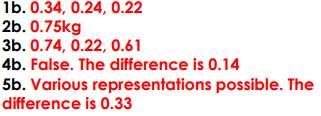 1b. 0.34, 0.24, 0.22
2b. 0.75kg
3b. 0.74, 0.22, 0.61
4b. False. The difference is 0.14
5b. Various representations possible. The
difference is 0.33